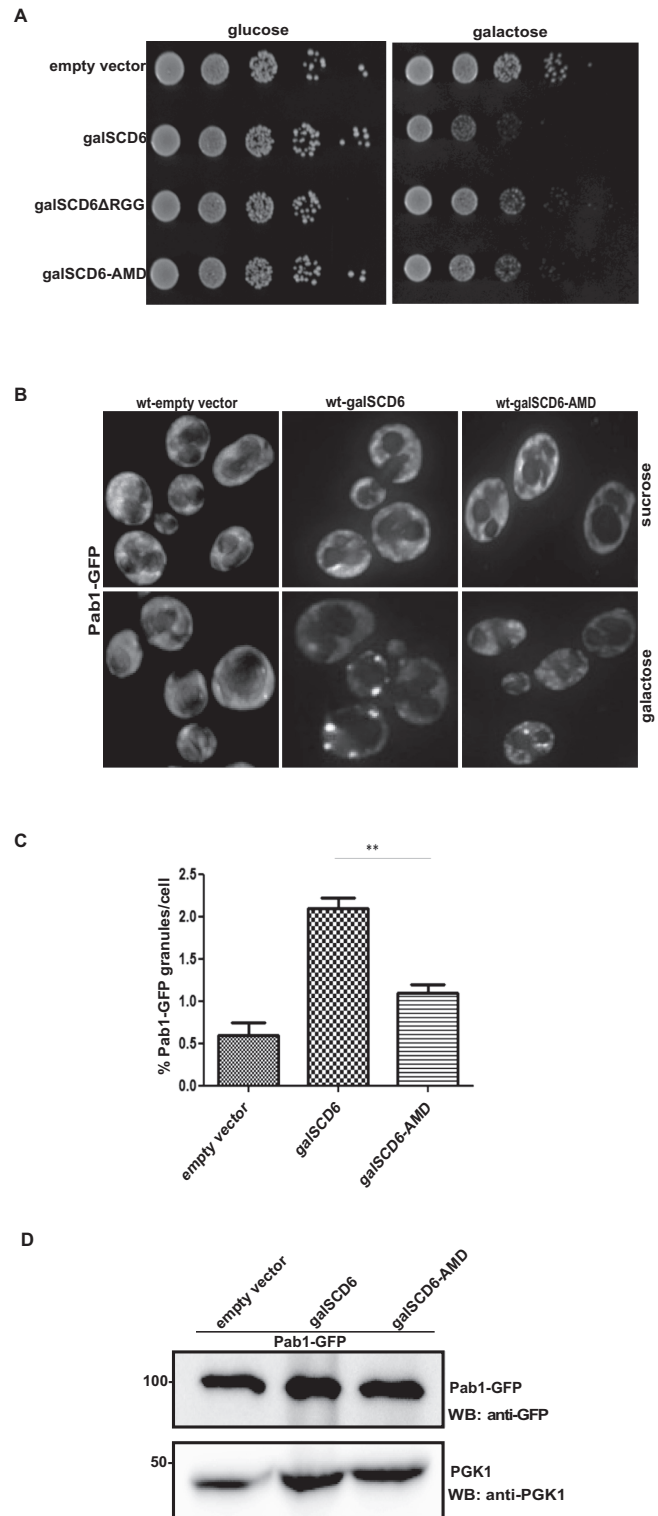 A
glucose
galactose
empty vector
galSCD6
galSCD6ΔRGG
galSCD6-AMD
B
wt-empty vector
wt-galSCD6
wt-galSCD6-AMD
Pab1-GFP
sucrose
galactose
C
**
% Pab1-GFP granules/cell
2.5
2.0
1.5
1.0
0.5
0.0
empty vector
galSCD6
galSCD6-AMD
D
empty vector
galSCD6
galSCD6-AMD
Pab1-GFP
100
Pab1-GFP
WB: anti-GFP
50
PGK1
WB: anti-PGK1